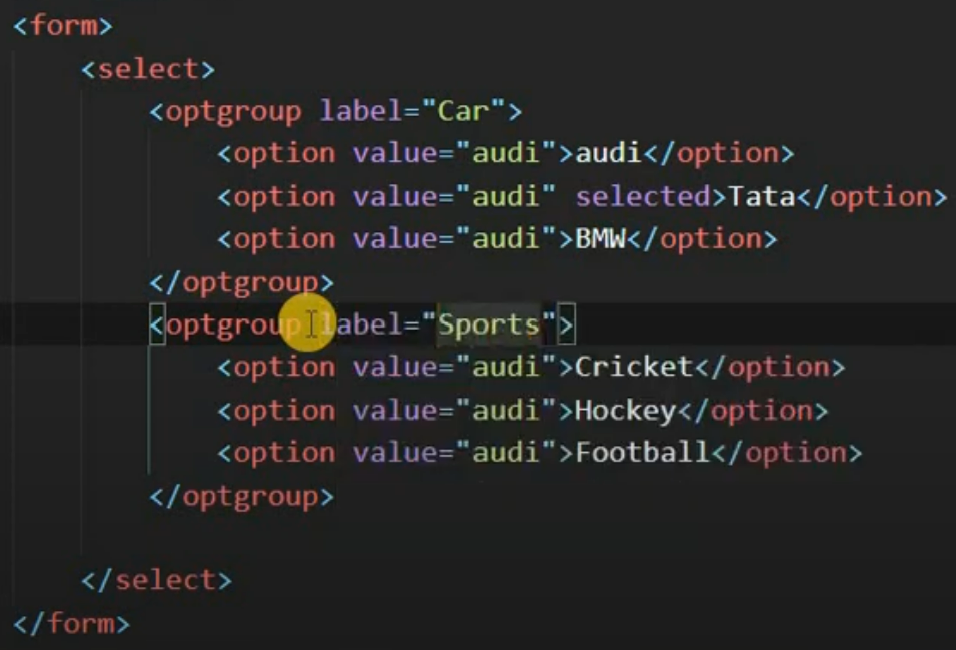 <form>
<select>
<optgroup label="Car">
<option value="audi">audi</option>
<option value="audi" selected>Tata</option>
<option value="audi">BMW</option>
</optgroup>
<optgroup label="Sports">
<option value="audi">Cricket</option>
<option value="audi">Hockey</option>
<option value="audi">Football</option>
</optgroup>
</select>
</form>